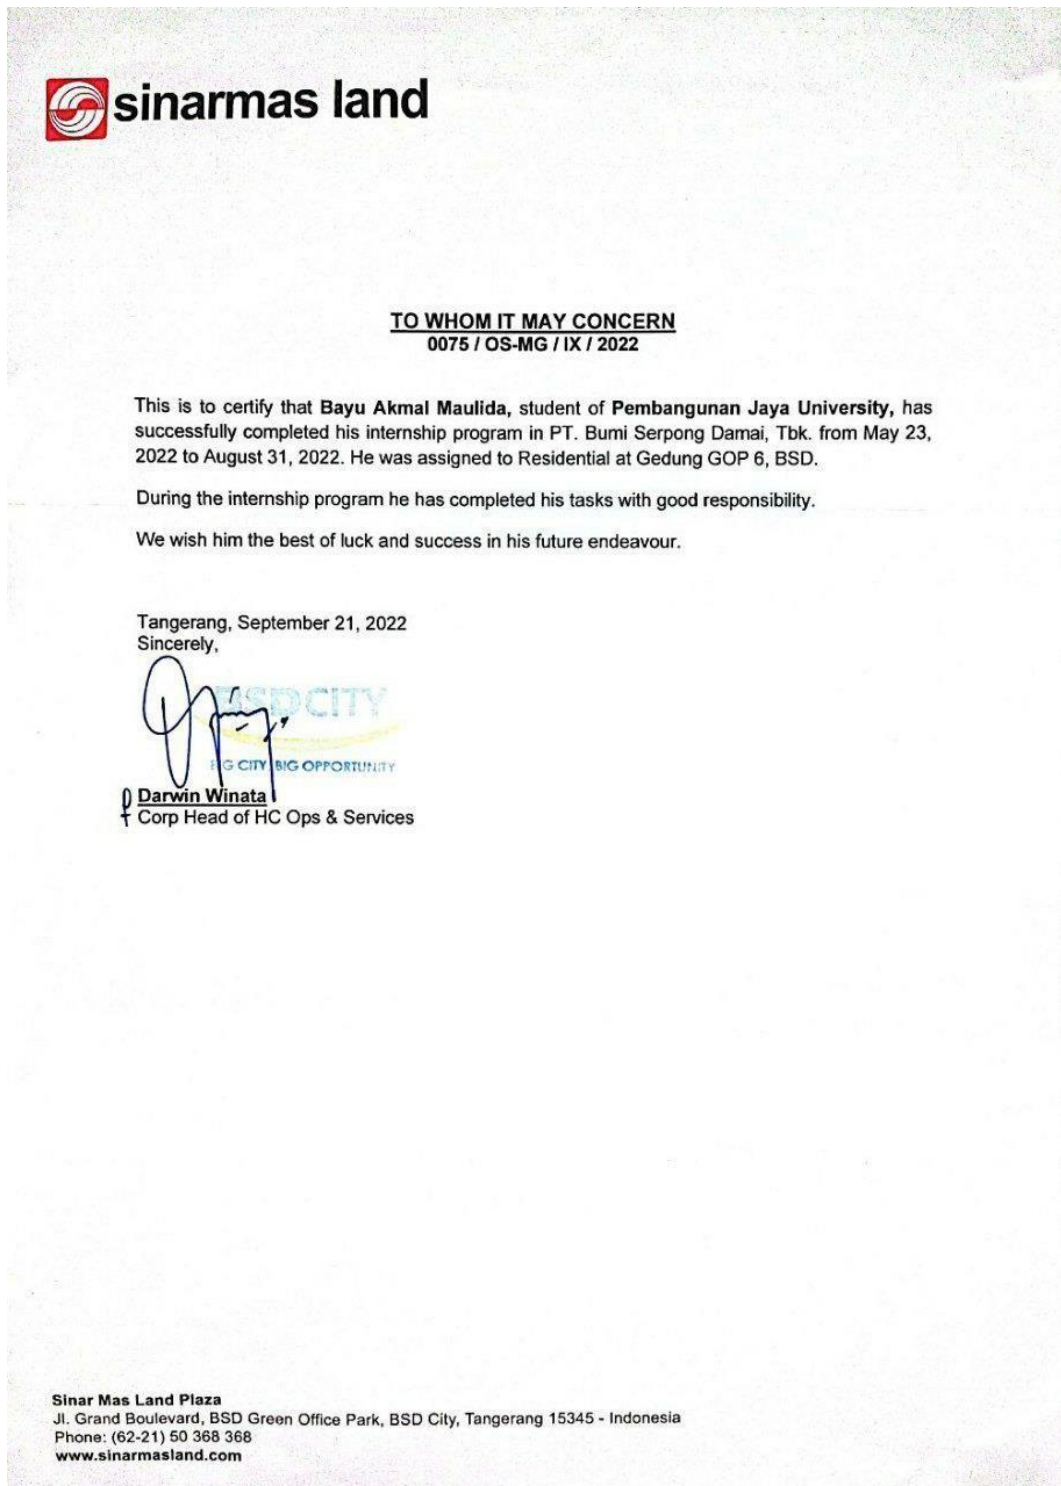 sinarmas land
TO WHOM IT MAY CONCERN
0075 / OS-MG / IX / 2022
This is to certify that Bayu Akmal Maulida, student of Pembangunan Jaya University, has
successfully completed his internship program in PT. Bumi Serpong Damai, Tbk. from May 23,
2022 to August 31, 2022. He was assigned to Residential at Gedung GOP 6, BSD.
During the internship program he has completed his tasks with good responsibility.
We wish him the best of luck and success in his future endeavour.
Tangerang, September 21, 2022
Sincerely,
BSDCITY
BIG CITY BIG OPPORTUNITY
Darwin Winata
Corp Head of HC Ops & Services
Sinar Mas Land Plaza
Jl. Grand Boulevard, BSD Green Office Park, BSD City, Tangerang 15345 - Indonesia
Phone: (62-21) 50 368 368
www.sinarmasland.com